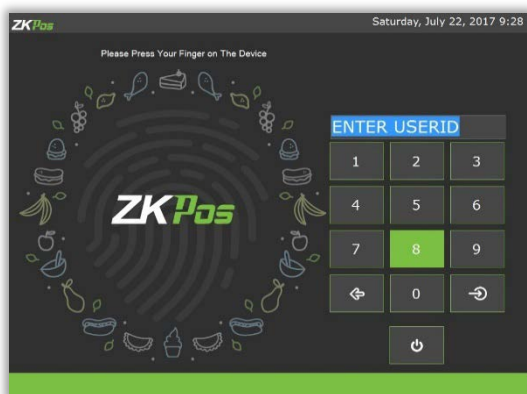 ZKPos
Saturday, July 22, 2017 9:28
Please Press Your Finger on The Device
ZKPos
ENTER USERID
1 2 3
4 5 6
7 8 9
0